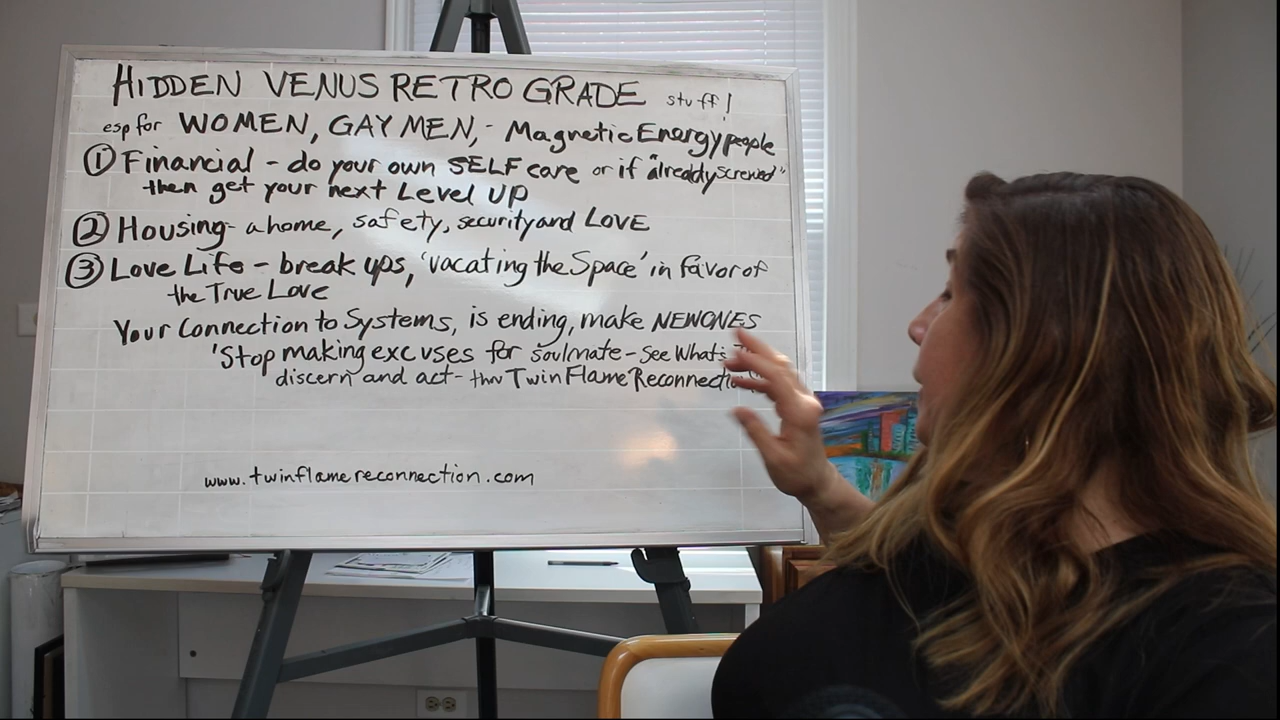 HIDDEN VENUS RETROGRADE stuff!
esp for WOMEN, GAY MEN,- Magnetic Energy people
① Financial - do your own SELF care or if "already screwed"
then get your next Level UP
② Housing- a home, safety, security and LOVE
③ Love Life - break ups, 'vacating the Space' in favor of
the True Love
Your Connection to Systems, is ending, make NEW ONES
'Stop making excuses for soulmate - See What's
discern and act - thru Twin Flame Reconnection
www.twinflamereconnection.com